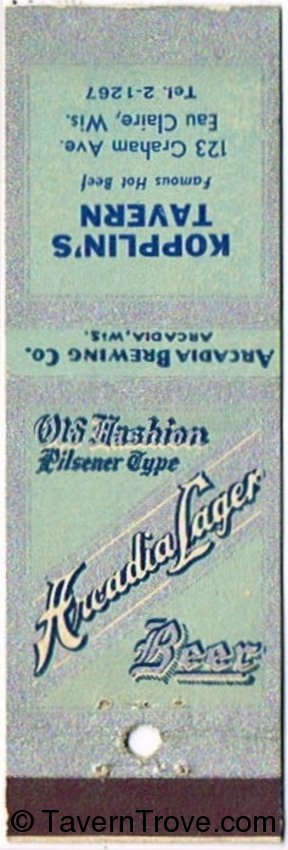 KOPPLIN'S
TAVERN
Famous Hot Beef
123 Graham Ave.
Eau Claire, Wis.
Tel. 2-1267
ARCADIA BREWING CO.
ARCADIA, WIS.
Old Fashion
Pilsener Type
Arcadia Lager
Beer
© TavernTrove.com